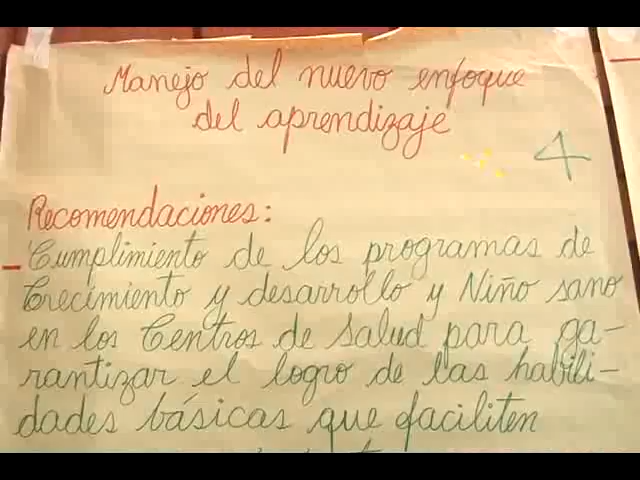 Manejo del nuevo enfoque
del aprendizaje
4
Recomendaciones:
- Cumplimiento de los programas de
Crecimiento y desarrollo y Niño sano
en los Centros de Salud para ga-
rantizar el logro de las habili-
dades básicas que faciliten